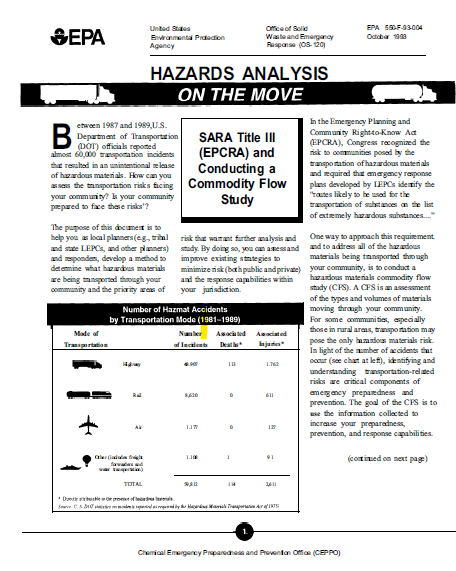 EPA
United States
Environmental Protection
Agency
Office of Solid
Waste and Emergency
Response (OS-120)
EPA 550-F-93-004
October 1993
HAZARDS ANALYSIS
ON THE MOVE
Between 1987 and 1989,U.S.
Department of Transportation
(DOT) officials reported
almost 60,000 transportation incidents
that resulted in an unintentional release
of hazardous materials. How can you
assess the transportation risks facing
your community? Is your community
prepared to face these risks'?
The purpose of this document is to
help you as local planners (e.g., tribal
and state LEPCs, and other planners)
and responders, develop a method to
determine what hazardous materials
are being transported through your
community and the priority areas of
SARA Title III
(EPCRA) and
Conducting a
Commodity Flow
Study
risk that warrant further analysis and
study. By doing so, you can assess and
improve existing strategies to
minimize risk (both public and private)
and the response capabilities within
your jurisdiction.
In the Emergency Planning and
Community Right-to-Know Act
(EPCRA), Congress recognized the
risk to communities posed by the
transportation of hazardous materials
and required that emergency response
plans developed by LEPCs identify the
"routes likely to be used for the
transportation of substances on the list
of extremely hazardous substances...."
One way to approach this requirement,
and to address all of the hazardous
materials being transported through
your community, is to conduct a
hazardous materials commodity flow
study (CFS). A CFS is an assessment
of the types and volumes of materials
moving through your community.
For some communities, especially
those in rural areas, transportation may
pose the only hazardous materials risk.
In light of the number of accidents that
occur (see chart at left), identifying and
understanding transportation-related
risks are critical components of
emergency preparedness and
prevention. The goal of the CFS is to
use the information collected to
increase your preparedness,
prevention, and response capabilities.
(continued on next page)
Number of Hazmat Accidents
by Transportation Mode (1981–1989)
Mode of Transportation
Number of Incidents
Associated Deaths*
Associated Injuries*
Highway 48,907 113 1.762
Rail 8,620 0 611
Air 1.177 0 127
Other (includes freight
forwarders and
water transportation)
1.108 1 91
TOTAL 59,812 114 2,611
* Directly attributable to the presence of hazardous materials.
Source: U. S. DOT statistics on incidents reported as required by the Hazardous Materials Transportation Act of 1975
1.
Chemical Emergency Preparedness and Prevention Office (CEPPO)